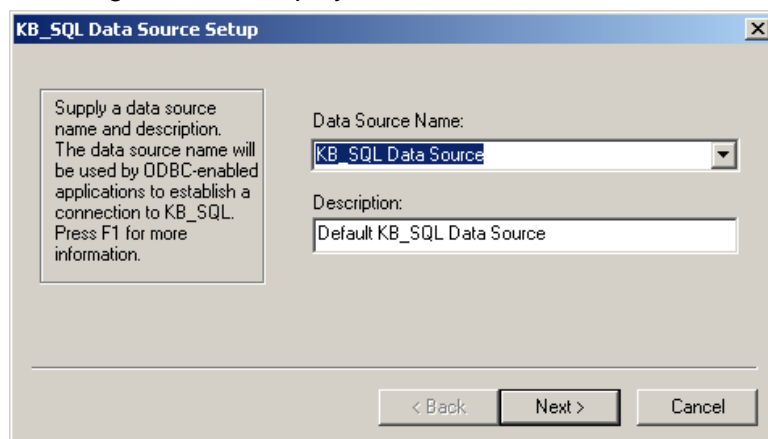 KB_SQL Data Source Setup
Supply a data source
name and description.
The data source name will
be used by ODBC-enabled
applications to establish a
connection to KB_SQL.
Press F1 for more
information.
Data Source Name:
KB_SQL Data Source
Description:
Default KB_SQL Data Source
< Back
Next >
Cancel